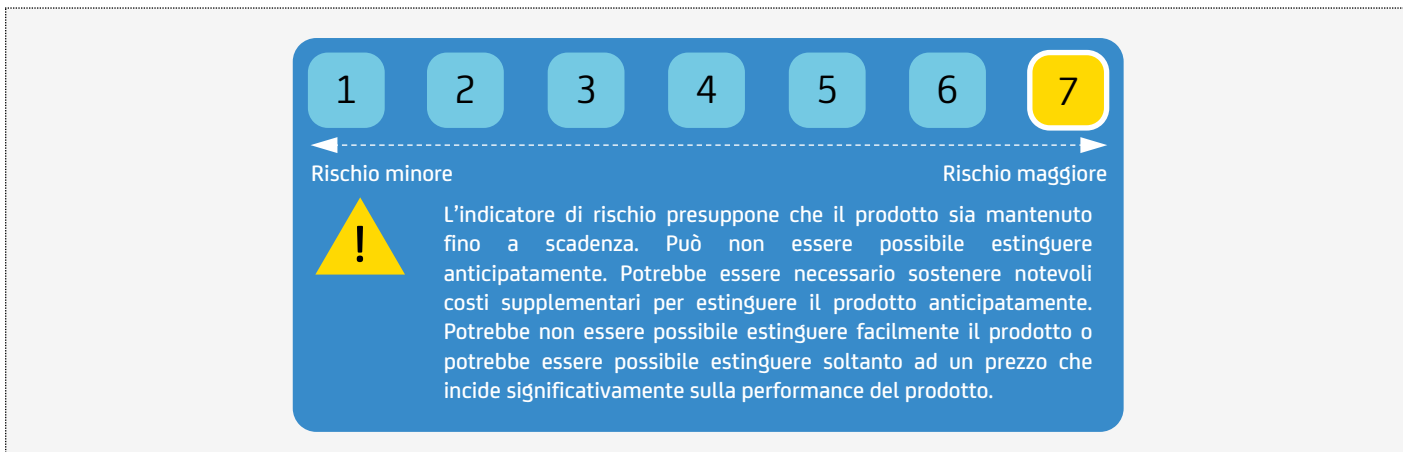 1 2 3 4 5 6 7
Rischio minore Rischio maggiore
!
L'indicatore di rischio presuppone che il prodotto sia mantenuto
fino a scadenza. Può non essere possibile estinguere
anticipatamente. Potrebbe essere necessario sostenere notevoli
costi supplementari per estinguere il prodotto anticipatamente.
Potrebbe non essere possibile estinguere facilmente il prodotto o
potrebbe essere possibile estinguere soltanto ad un prezzo che
incide significativamente sulla performance del prodotto.